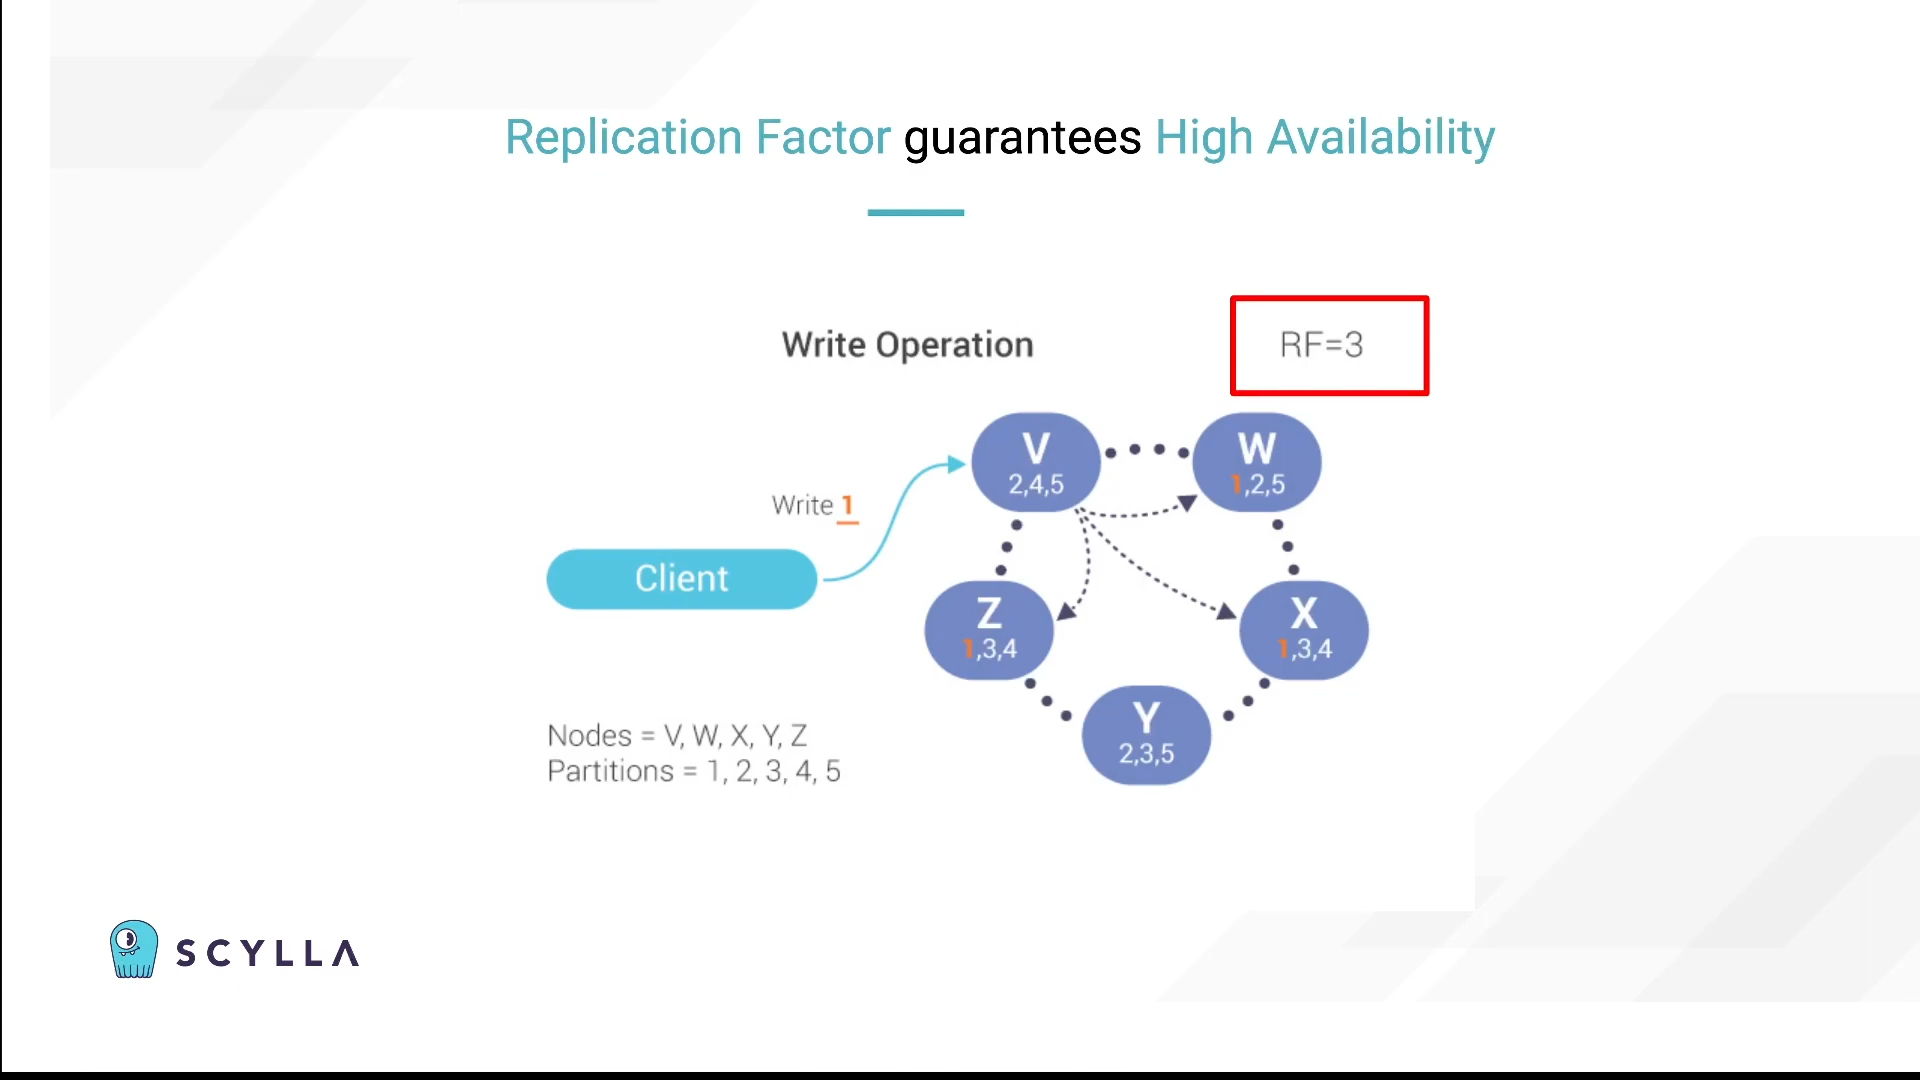 Replication Factor guarantees High Availability
Write Operation
RF=3
V
2,4,5
W
1,2,5
Write 1
Client
Z
1,3,4
X
1,3,4
Y
2,3,5
Nodes = V, W, X, Y, Z
Partitions = 1, 2, 3, 4, 5
SCYLLA